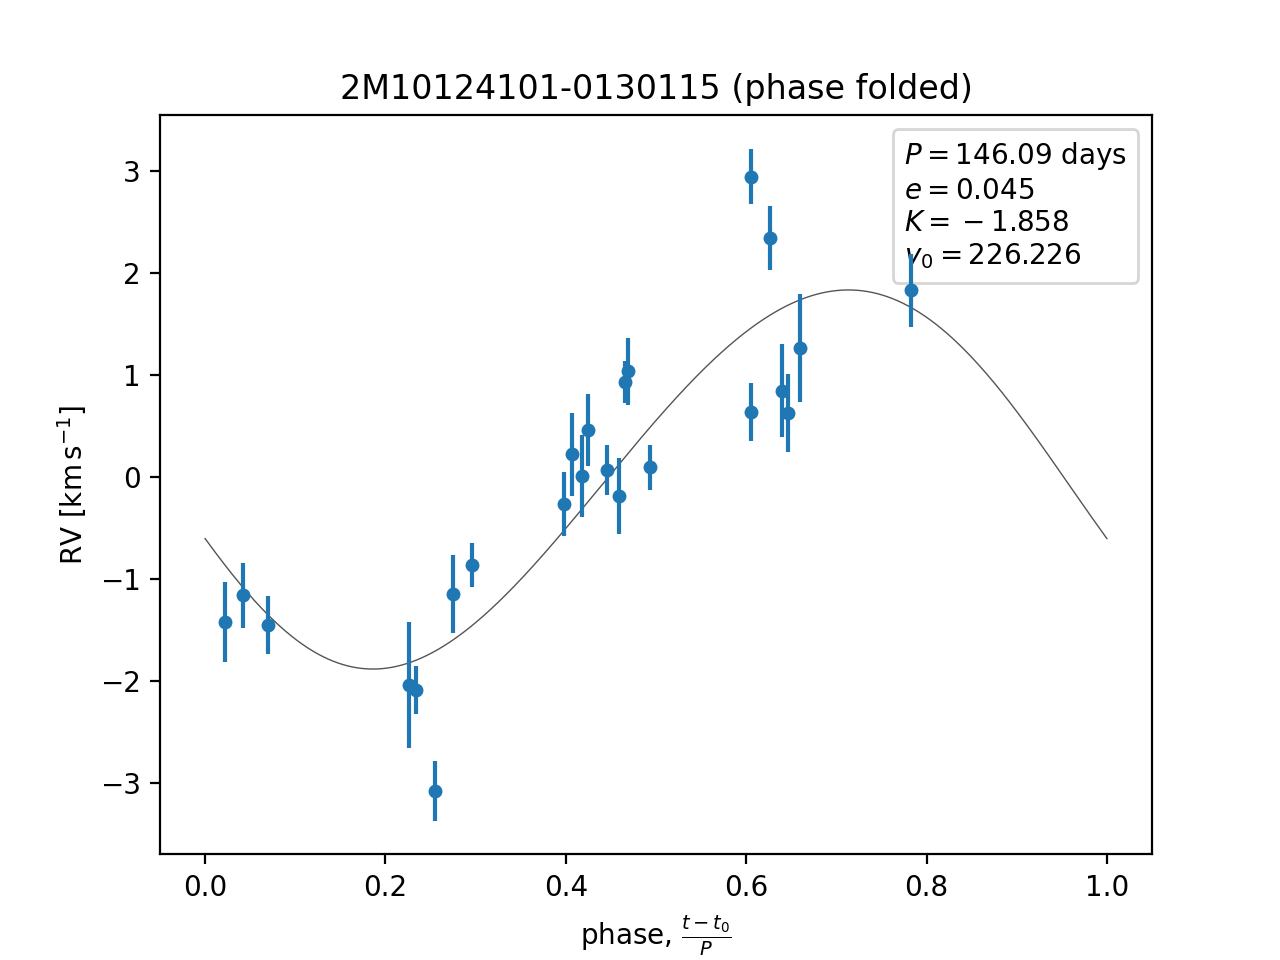 2M10124101-0130115 (phase folded)
P = 146.09 days
e = 0.045
K = −1.858
v₀ = 226.226
3
2
1
0
−1
−2
−3
RV [km s⁻¹]
0.0 0.2 0.4 0.6 0.8 1.0
phase, (t − t₀)/P